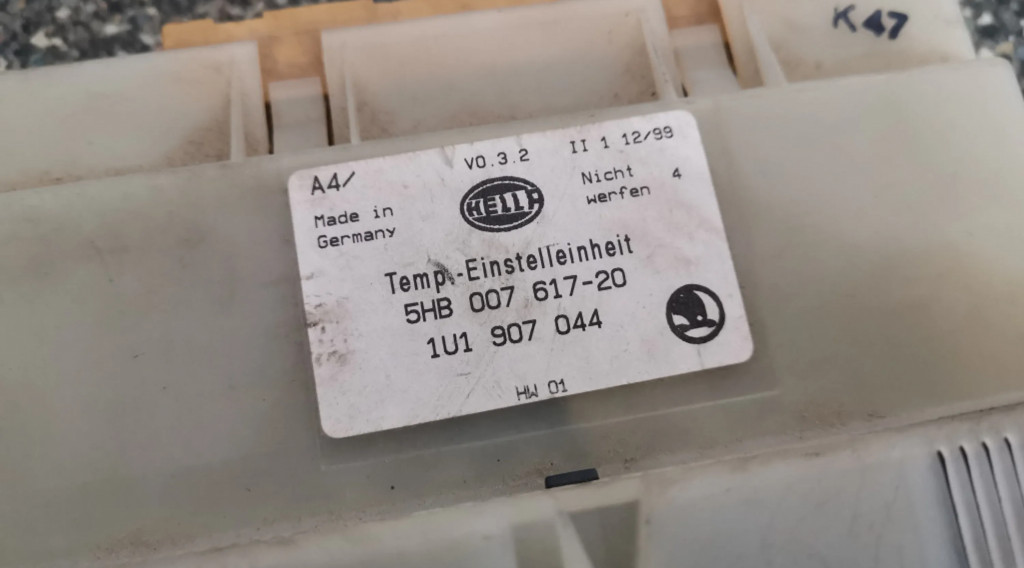 K47
A4/
V0.3.2
II 1 12/99
Made in
Germany
HELLA
Nicht 4
werfen
Temp.-Einstelleinheit
5HB 007 617-20
1U1 907 044
HW 01